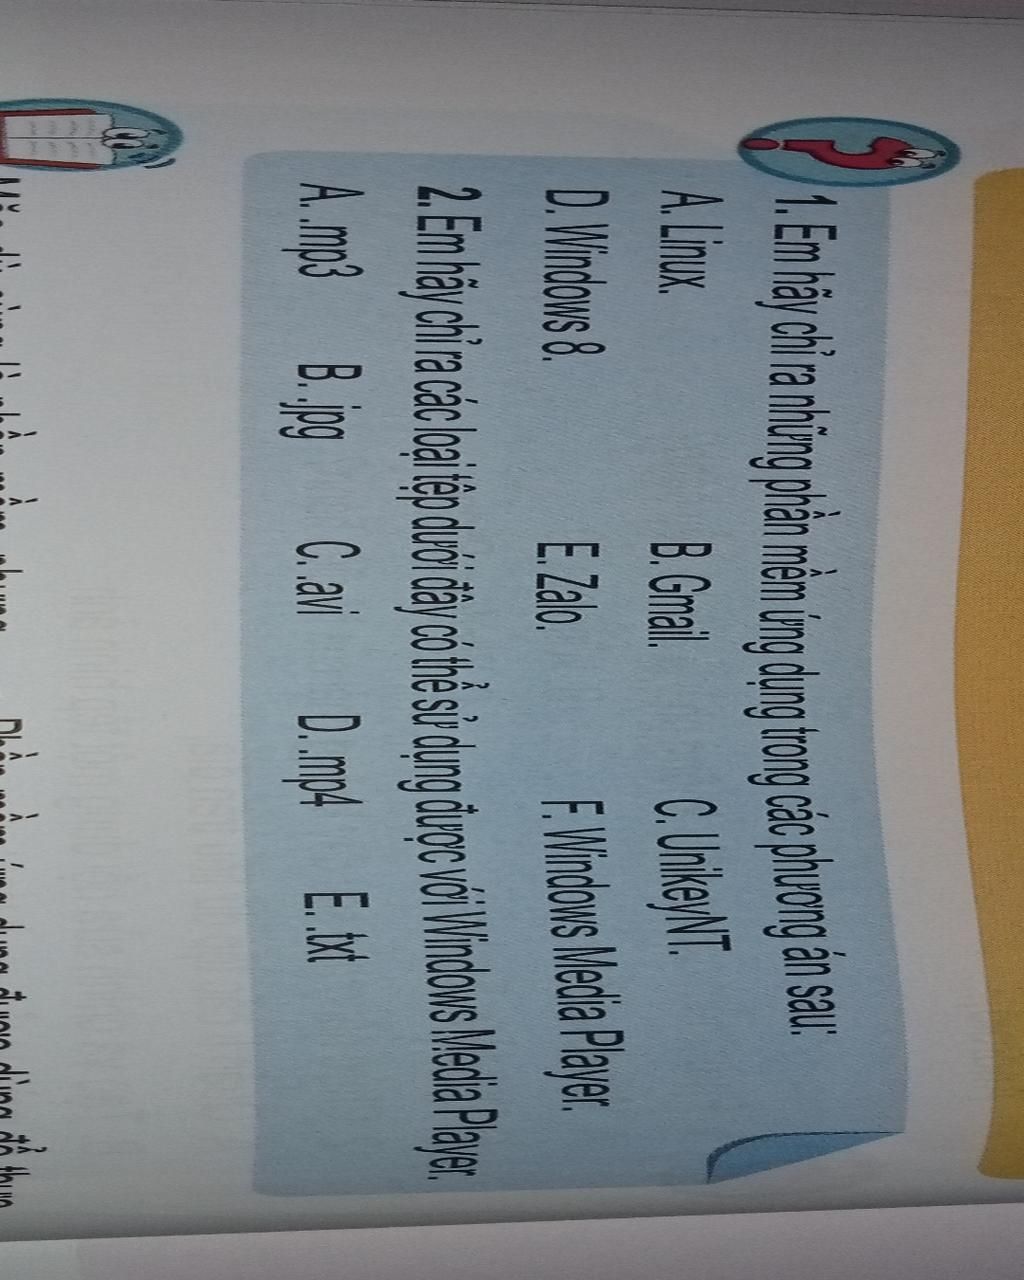 1. Em hãy chỉ ra những phần mềm ứng dụng trong các phương án sau:
A. Linux. B. Gmail. C. UnikeyNT.
D. Windows 8. E. Zalo. F. Windows Media Player.
2. Em hãy chỉ ra các loại tệp dưới đây có thể sử dụng được với Windows Media Player.
A. .mp3 B. .jpg C. .avi D. .mp4 E. .txt